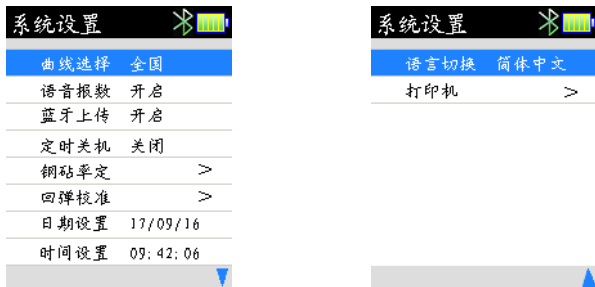 系统设置
曲线选择 全国
语音报数 开启
蓝牙上传 开启
定时关机 关闭
钢砧率定 >
回弹校准 >
日期设置 17/09/16
时间设置 09:42:06
系统设置
语言切换 简体中文
打印机 >